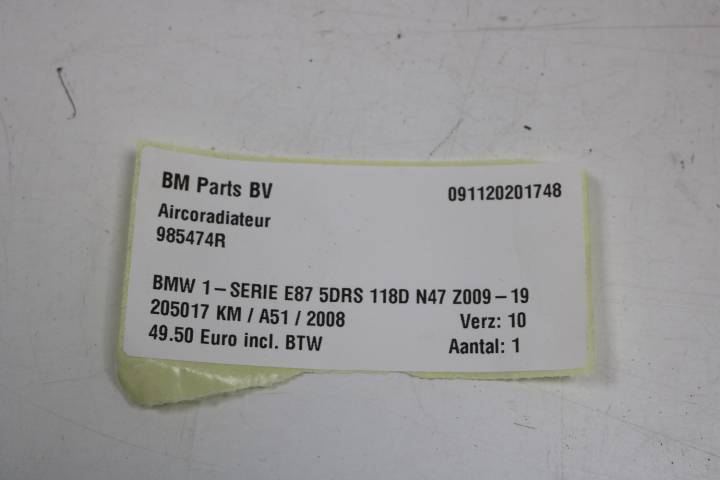 BM Parts BV 091120201748
Aircoradiateur
985474R
BMW 1-SERIE E87 5DRS 118D N47 Z009-19
205017 KM / A51 / 2008 Verz: 10
49.50 Euro incl. BTW Aantal: 1